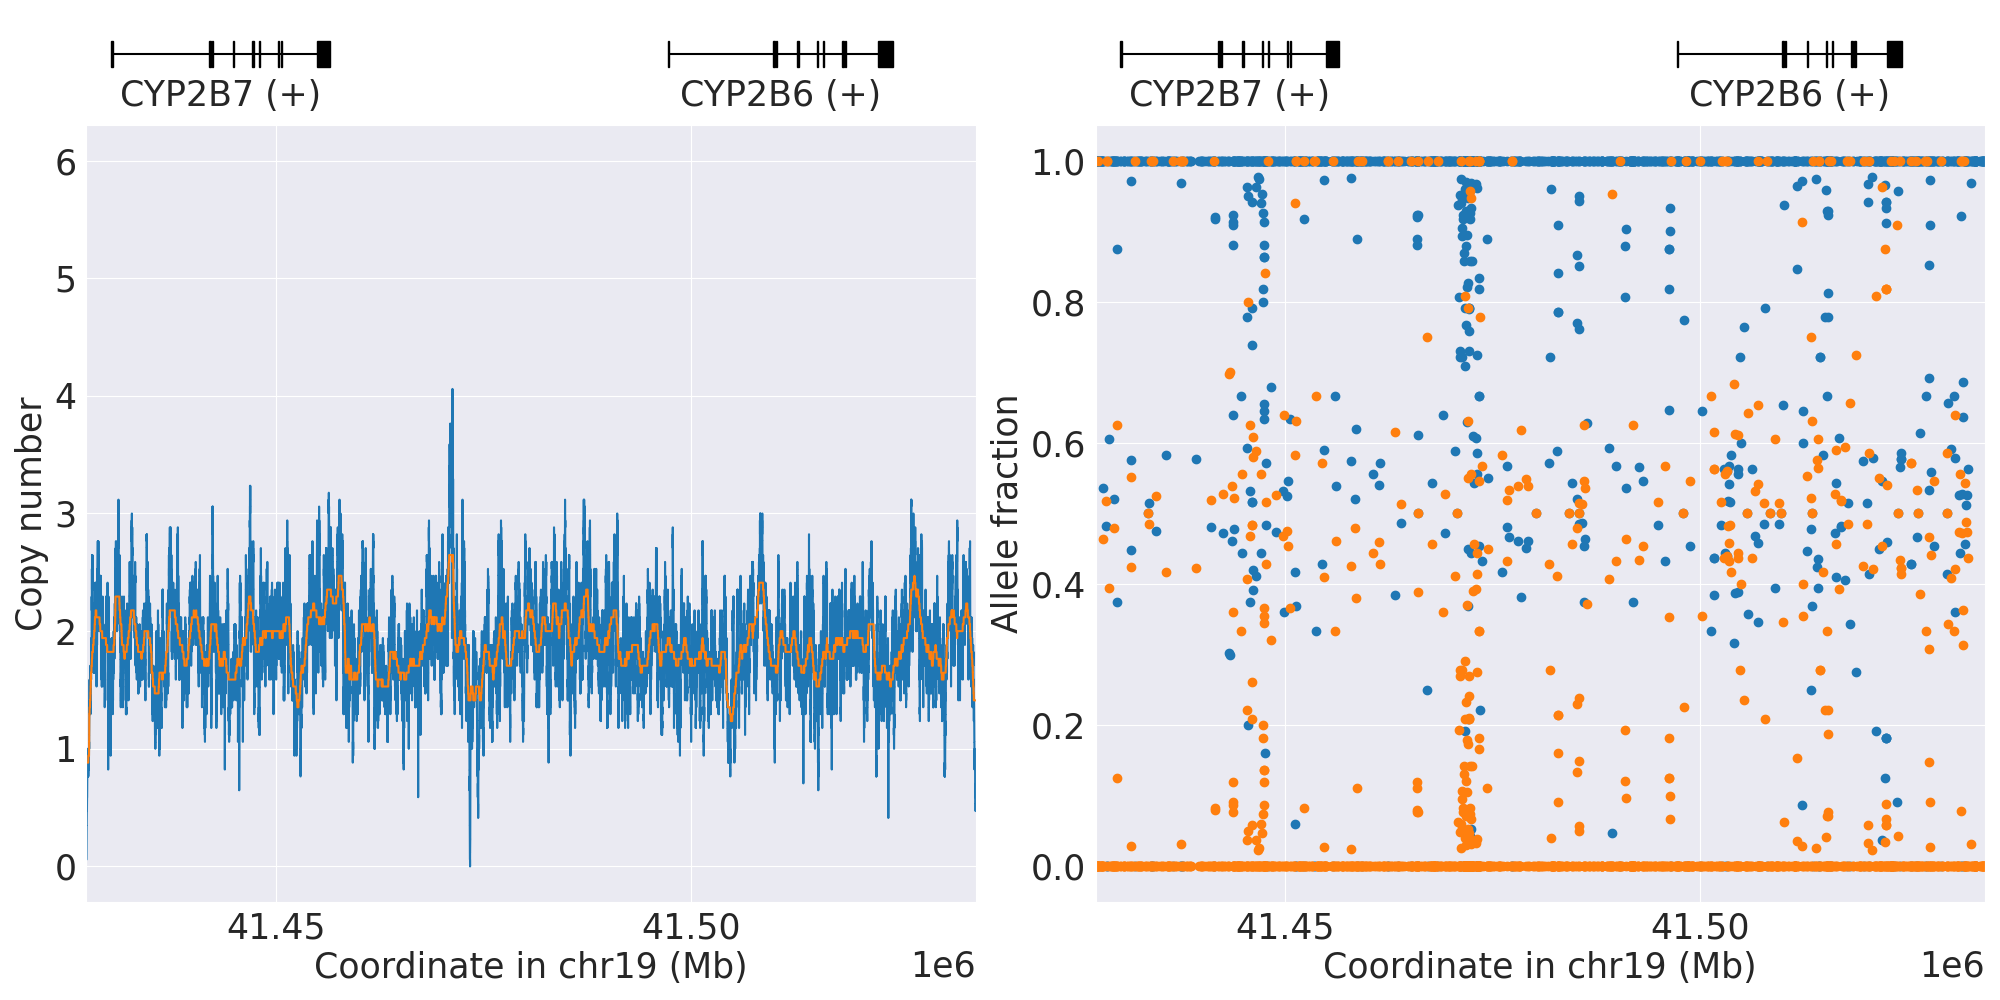 CYP2B7 (+)
CYP2B6 (+)
6
5
4
3
2
1
0
Copy number
41.45
41.50
Coordinate in chr19 (Mb)
1e6
CYP2B7 (+)
CYP2B6 (+)
1.0
0.8
0.6
0.4
0.2
0.0
Allele fraction
41.45
41.50
Coordinate in chr19 (Mb)
1e6